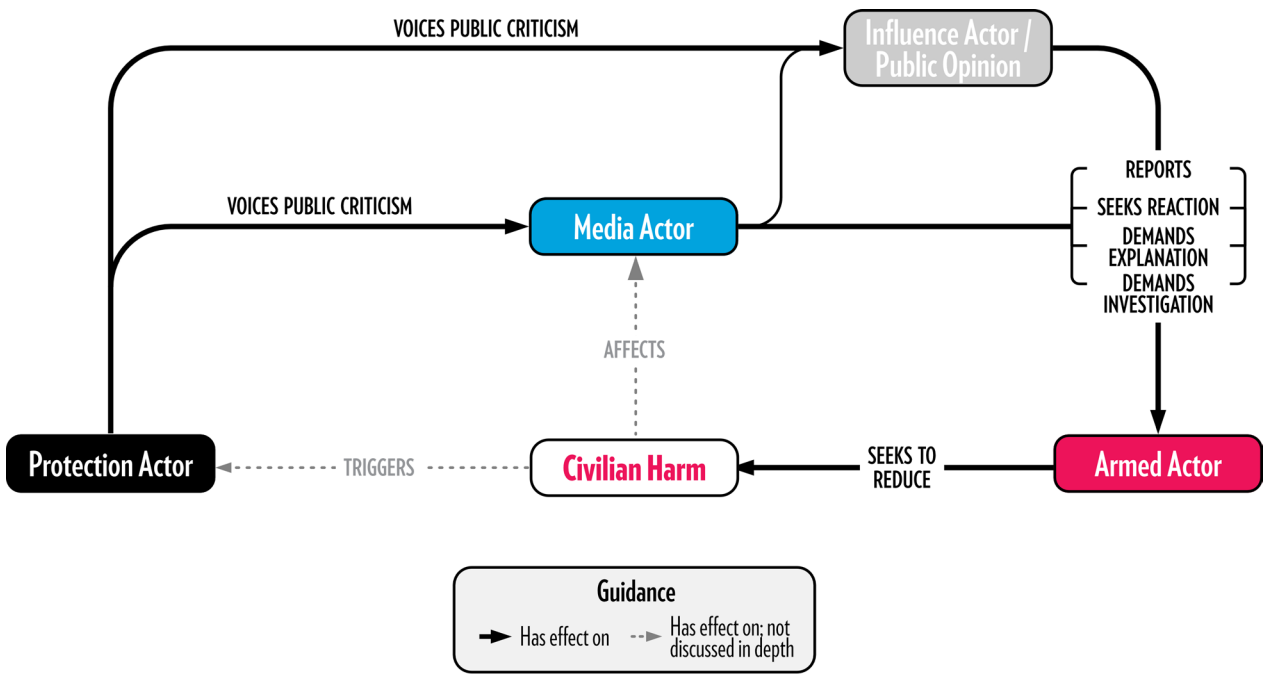 VOICES PUBLIC CRITICISM
Influence Actor /
Public Opinion
REPORTS
SEEKS REACTION
DEMANDS
EXPLANATION
DEMANDS
INVESTIGATION
VOICES PUBLIC CRITICISM
Media Actor
AFFECTS
Protection Actor
TRIGGERS
Civilian Harm
SEEKS TO
REDUCE
Armed Actor
Guidance
Has effect on
Has effect on; not
discussed in depth